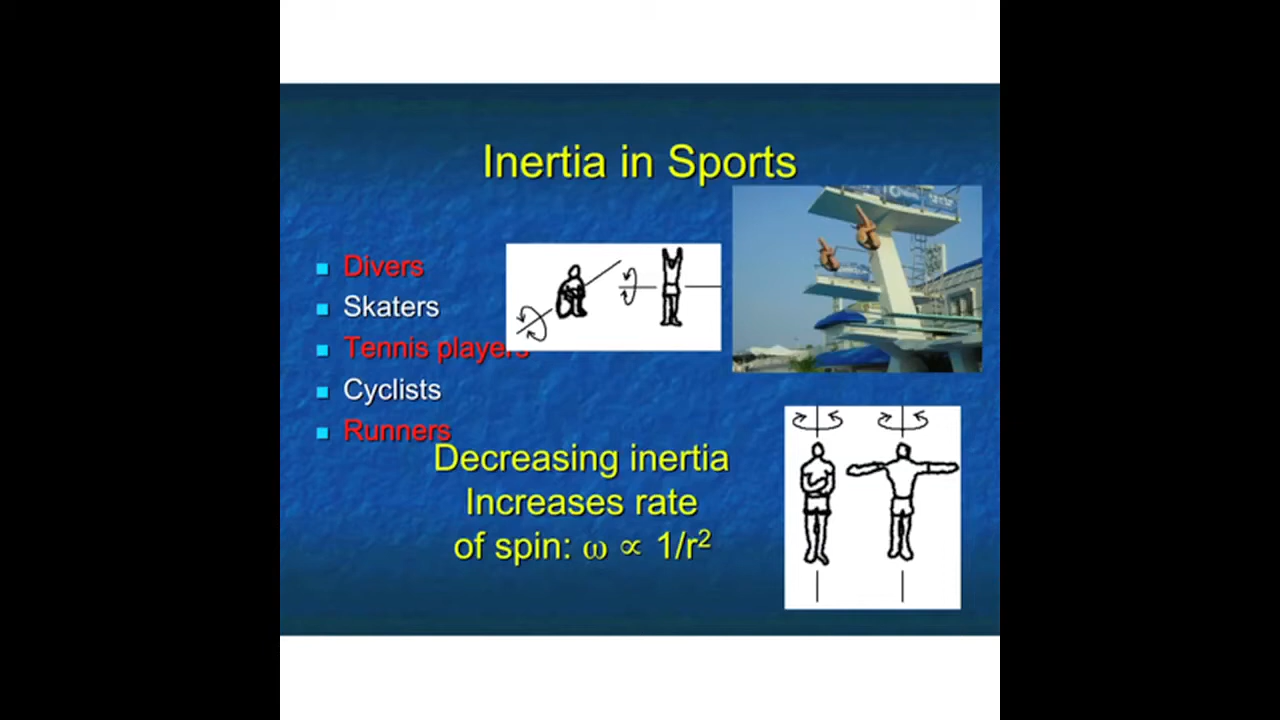 Inertia in Sports
Divers
Skaters
Tennis players
Cyclists
Runners
Decreasing inertia
Increases rate
of spin: ω ∝ 1/r²